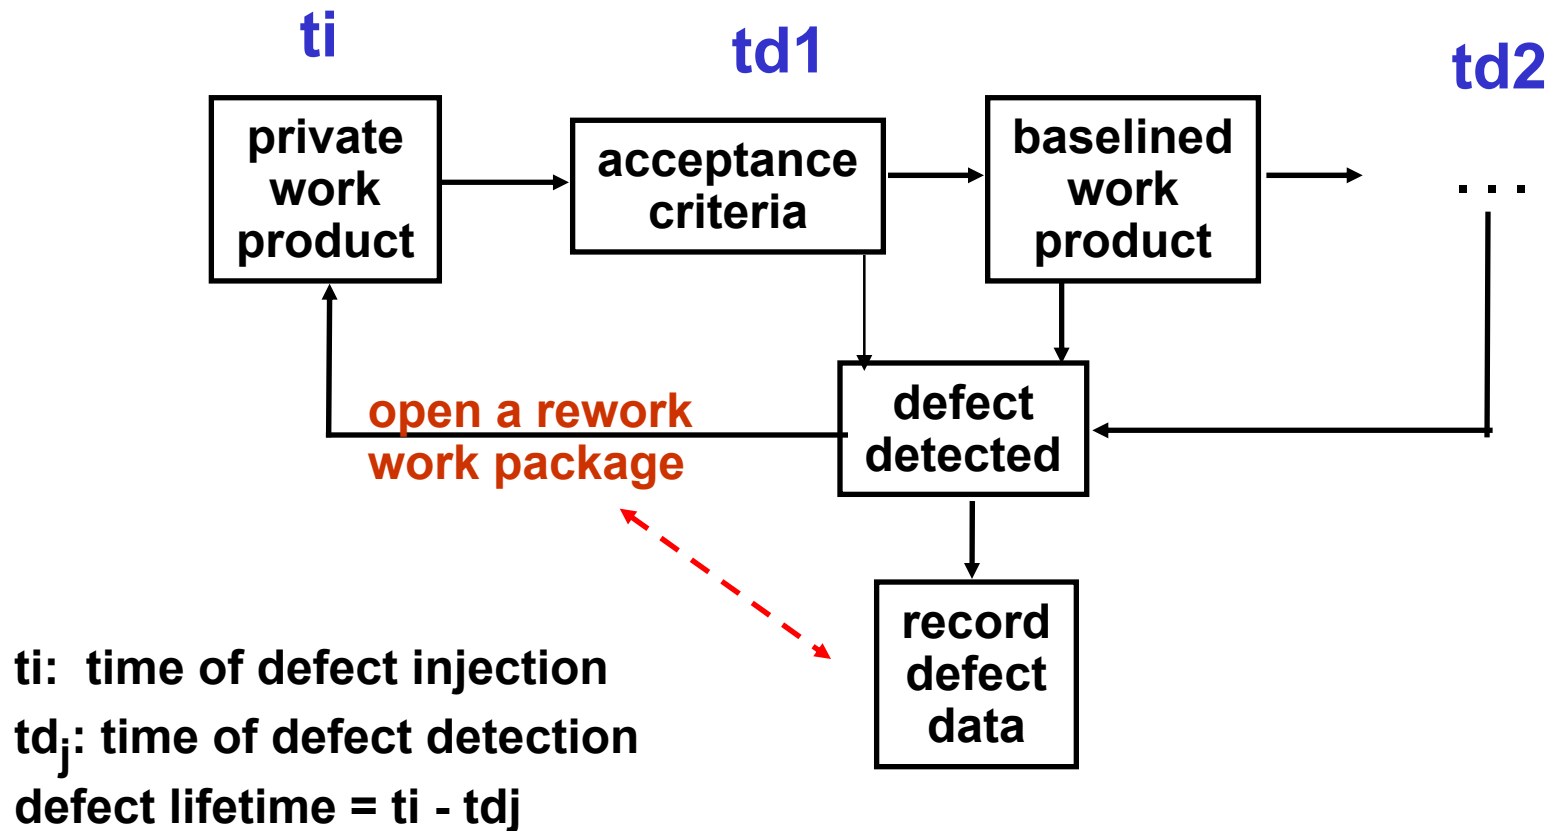 ti
td1
td2
private
work
product
acceptance
criteria
baselined
work
product
. . .
open a rework
work package
defect
detected
record
defect
data
ti: time of defect injection
tdj: time of defect detection
defect lifetime = ti - tdj